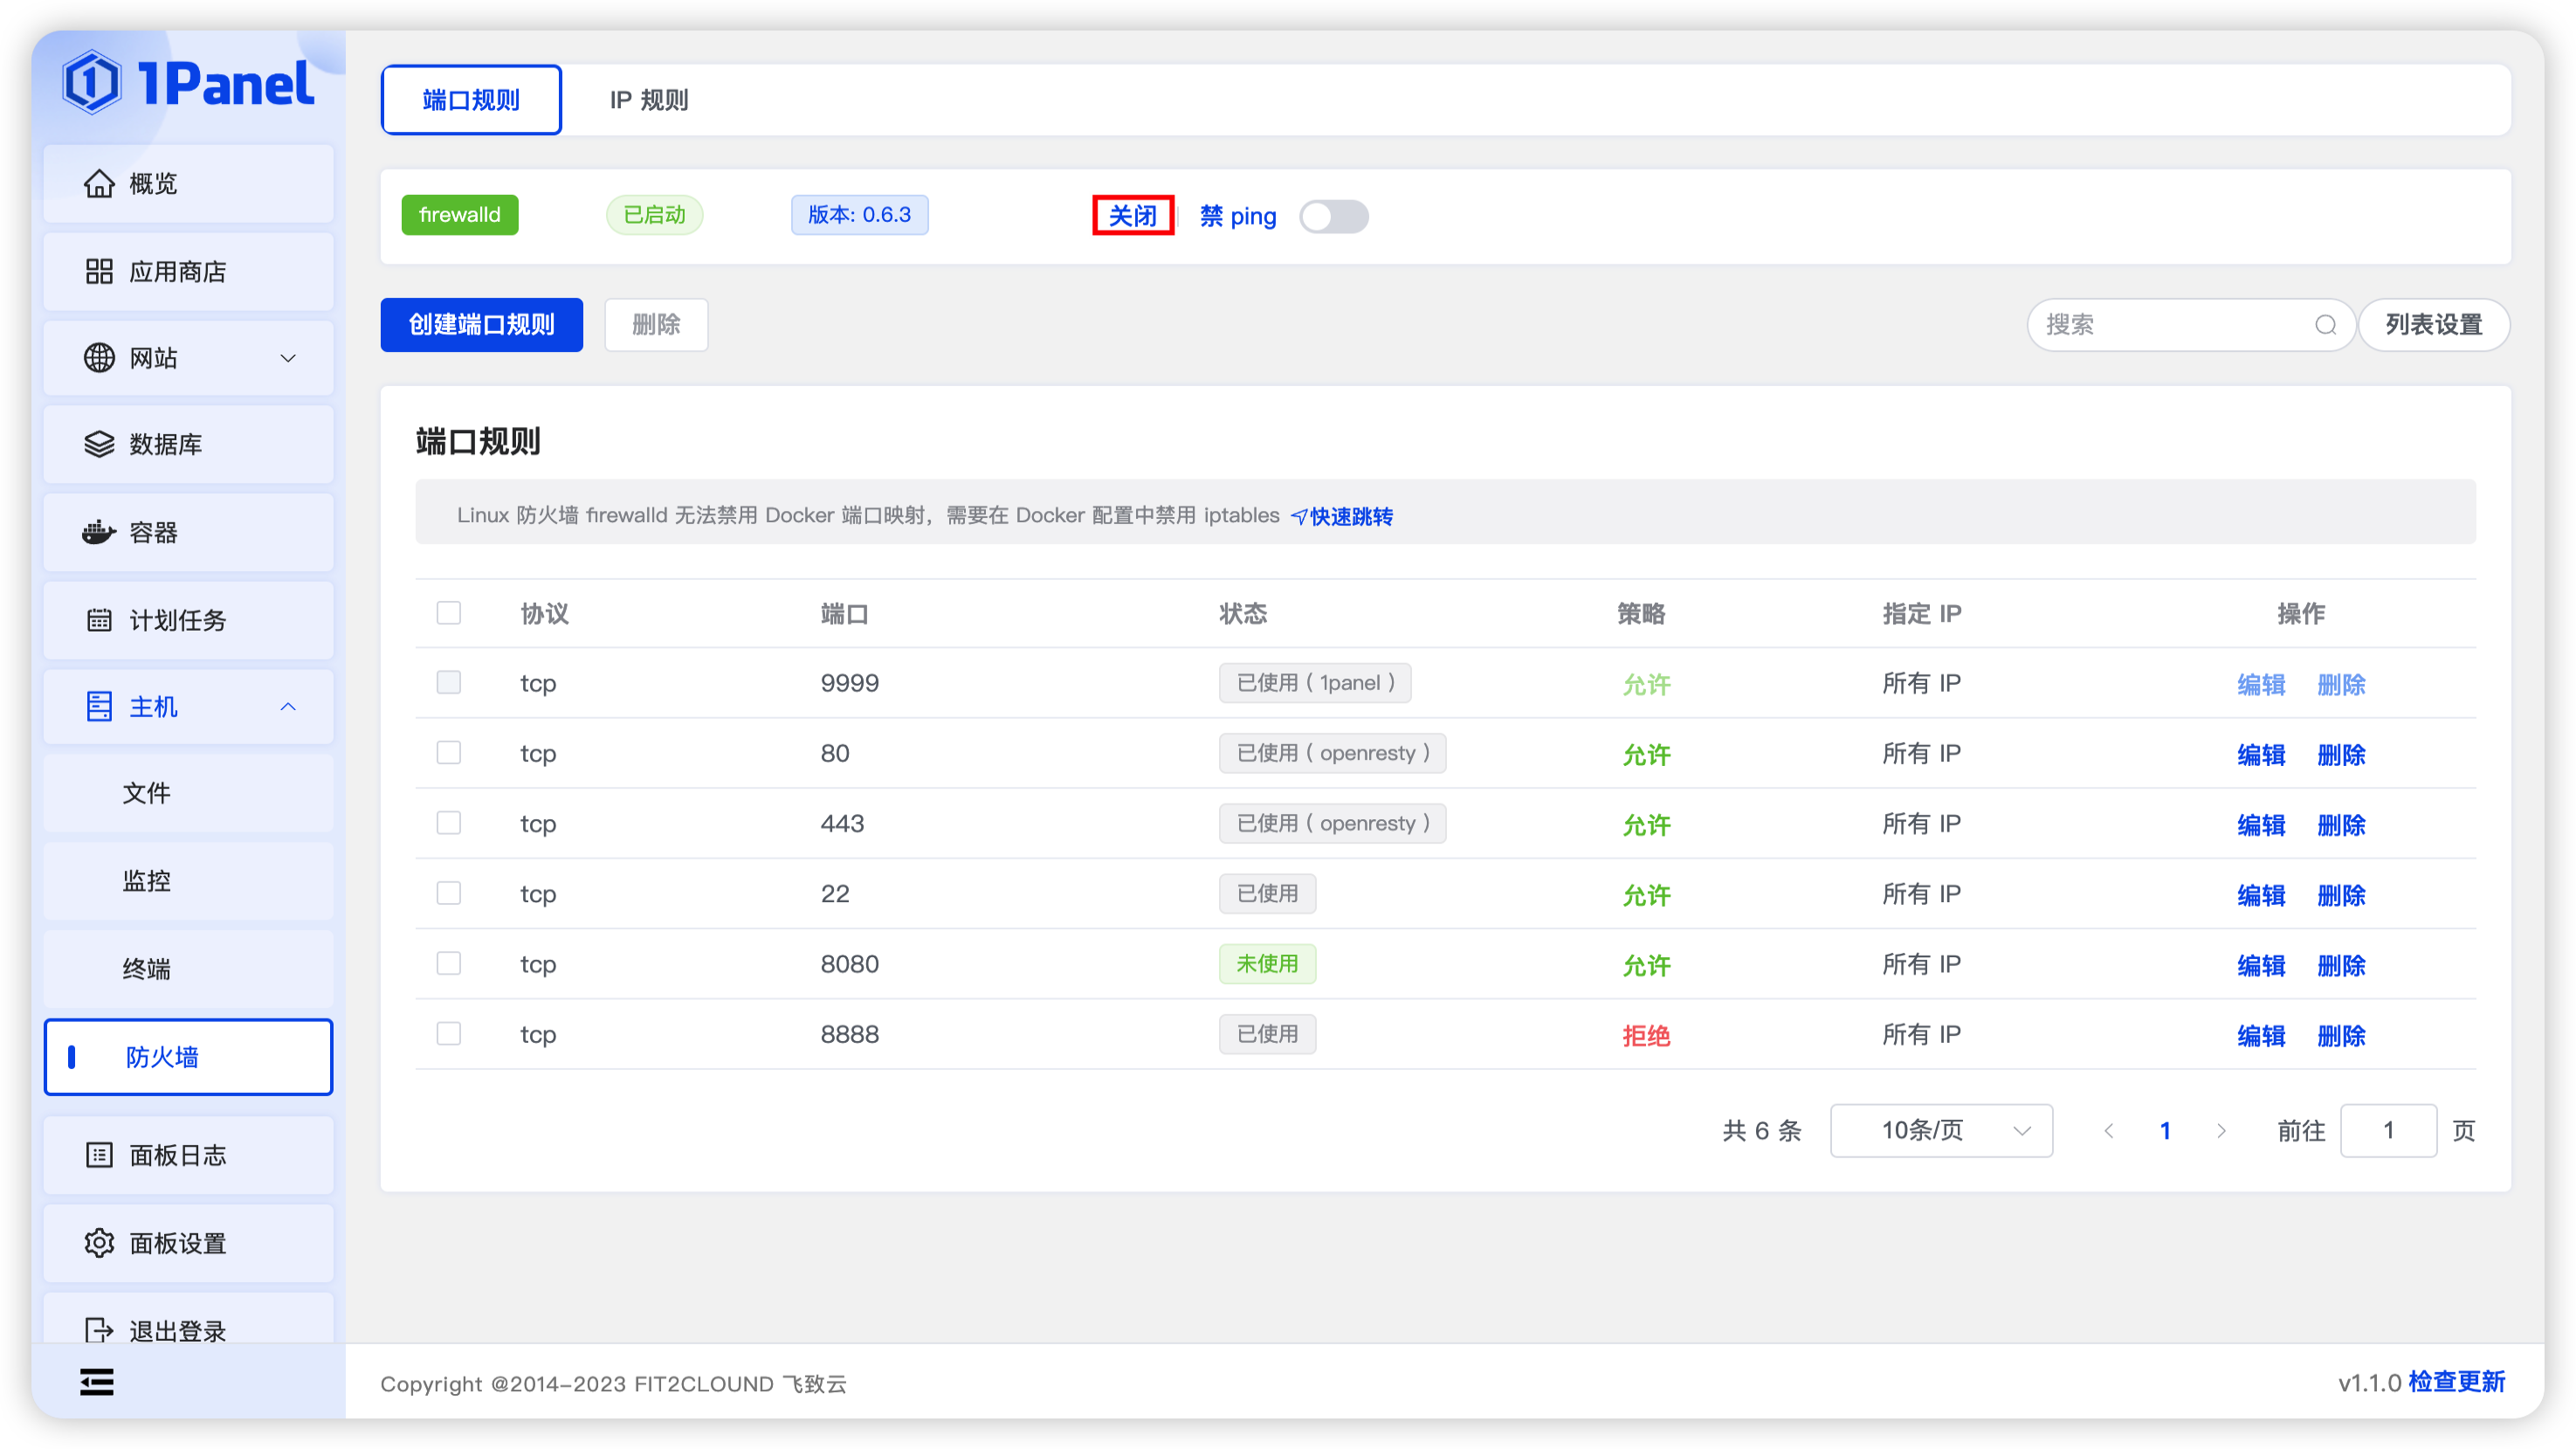 1Panel
概览
应用商店
网站
数据库
容器
计划任务
主机
文件
监控
终端
防火墙
面板日志
面板设置
退出登录
端口规则 IP 规则
firewalld 已启动 版本: 0.6.3 关闭 禁 ping
创建端口规则 删除 搜索 列表设置
端口规则
Linux 防火墙 firewalld 无法禁用 Docker 端口映射，需要在 Docker 配置中禁用 iptables 快速跳转
协议 端口 状态 策略 指定 IP 操作
tcp 9999 已使用 ( 1panel ) 允许 所有 IP 编辑 删除
tcp 80 已使用 ( openresty ) 允许 所有 IP 编辑 删除
tcp 443 已使用 ( openresty ) 允许 所有 IP 编辑 删除
tcp 22 已使用 允许 所有 IP 编辑 删除
tcp 8080 未使用 允许 所有 IP 编辑 删除
tcp 8888 已使用 拒绝 所有 IP 编辑 删除
共 6 条 10条/页 1 前往 1 页
Copyright @2014-2023 FIT2CLOUND 飞致云 v1.1.0 检查更新